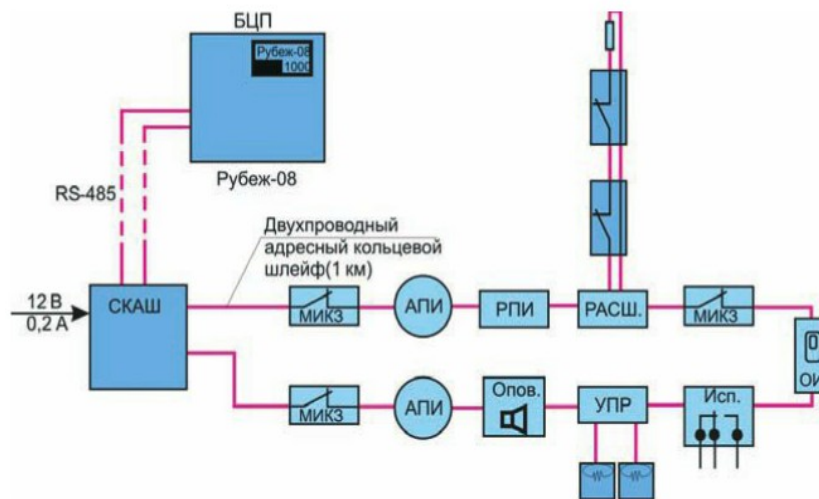 БЦП
Рубеж-08
1000
Рубеж-08
RS-485
Двухпроводный
адресный кольцевой
шлейф(1 км)
12 В
0,2 А
СКАШ
МИКЗ
АПИ
РПИ
РАСШ.
МИКЗ
ОИ
МИКЗ
АПИ
Опов.
УПР
Исп.